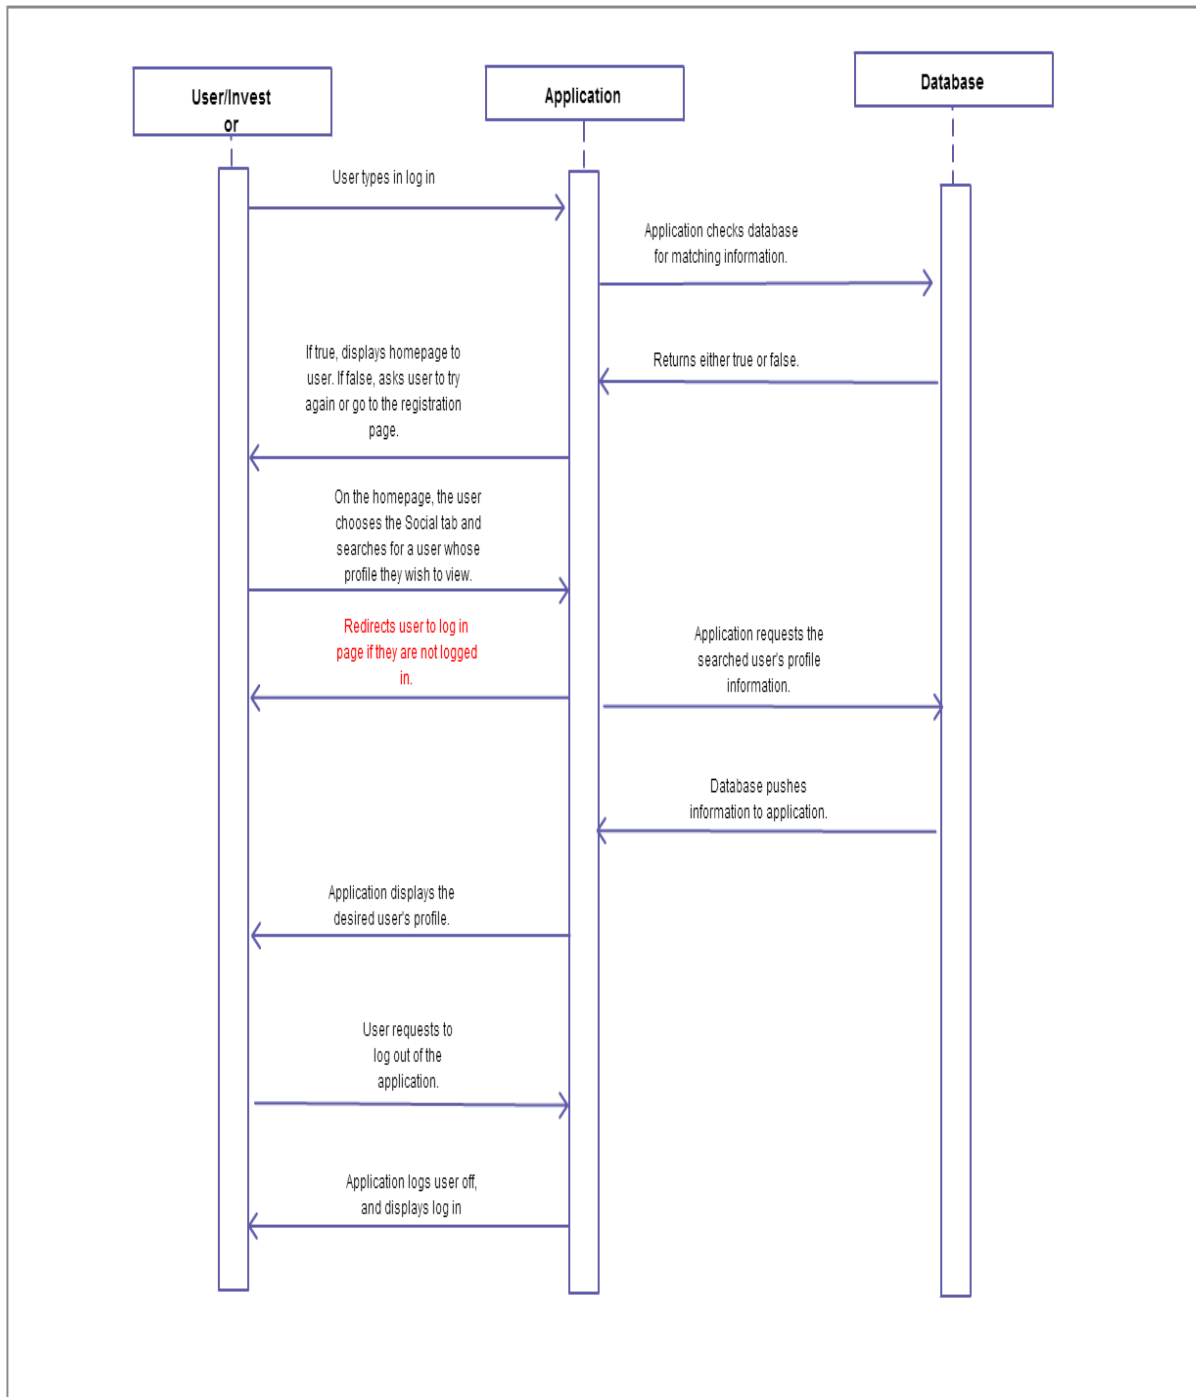 User/Invest
or
Application
Database
User types in log in
Application checks database
for matching information.
If true, displays homepage to
user. If false, asks user to try
again or go to the registration
page.
Returns either true or false.
On the homepage, the user
chooses the Social tab and
searches for a user whose
profile they wish to view.
Redirects user to log in
page if they are not logged
in.
Application requests the
searched user's profile
information.
Database pushes
information to application.
Application displays the
desired user's profile.
User requests to
log out of the
application.
Application logs user off,
and displays log in